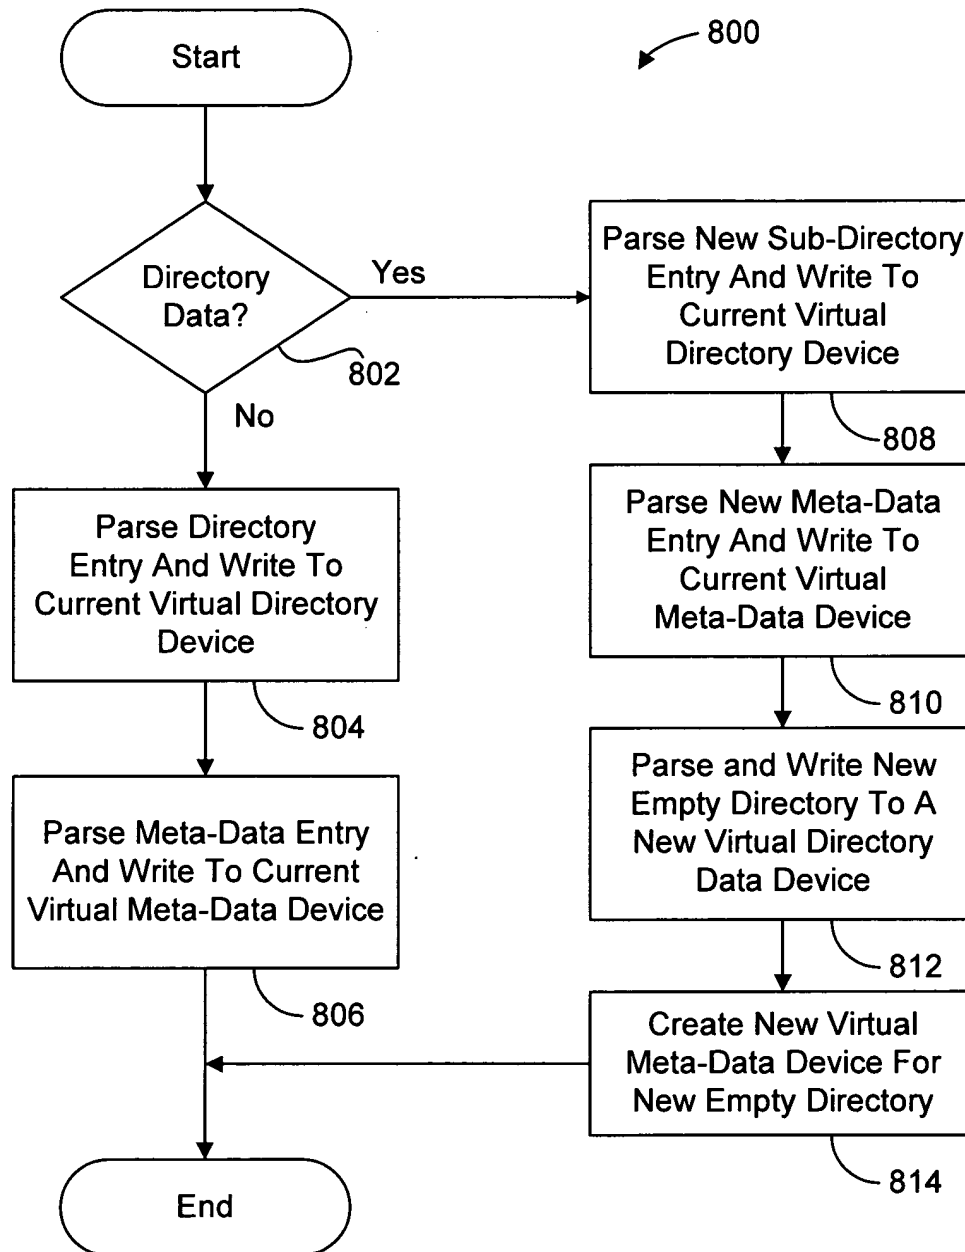 Start
800
Directory
Data?
Yes
802
No
Parse Directory
Entry And Write To
Current Virtual Directory
Device
804
Parse Meta-Data Entry
And Write To Current
Virtual Meta-Data Device
806
Parse New Sub-Directory
Entry And Write To
Current Virtual
Directory Device
808
Parse New Meta-Data
Entry And Write To
Current Virtual
Meta-Data Device
810
Parse and Write New
Empty Directory To A
New Virtual Directory
Data Device
812
Create New Virtual
Meta-Data Device For
New Empty Directory
814
End